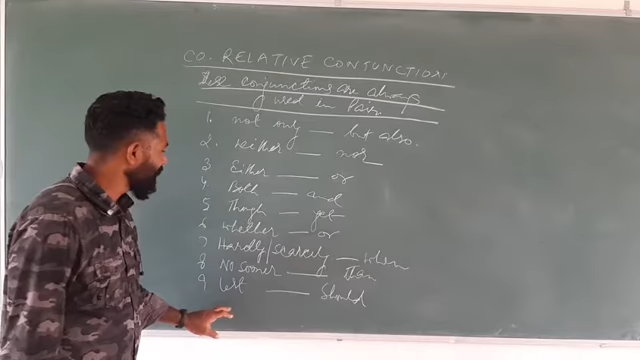 CO. RELATIVE CONJUNCTION
These conjunctions are always
used in Pairs
1. not only — but also.
2. neither — nor
3 Either — or
4 Both — and
5 Though — yet
6 whether — or
7 Hardly/scarcely — when
8 No sooner — than
9 lest — Should